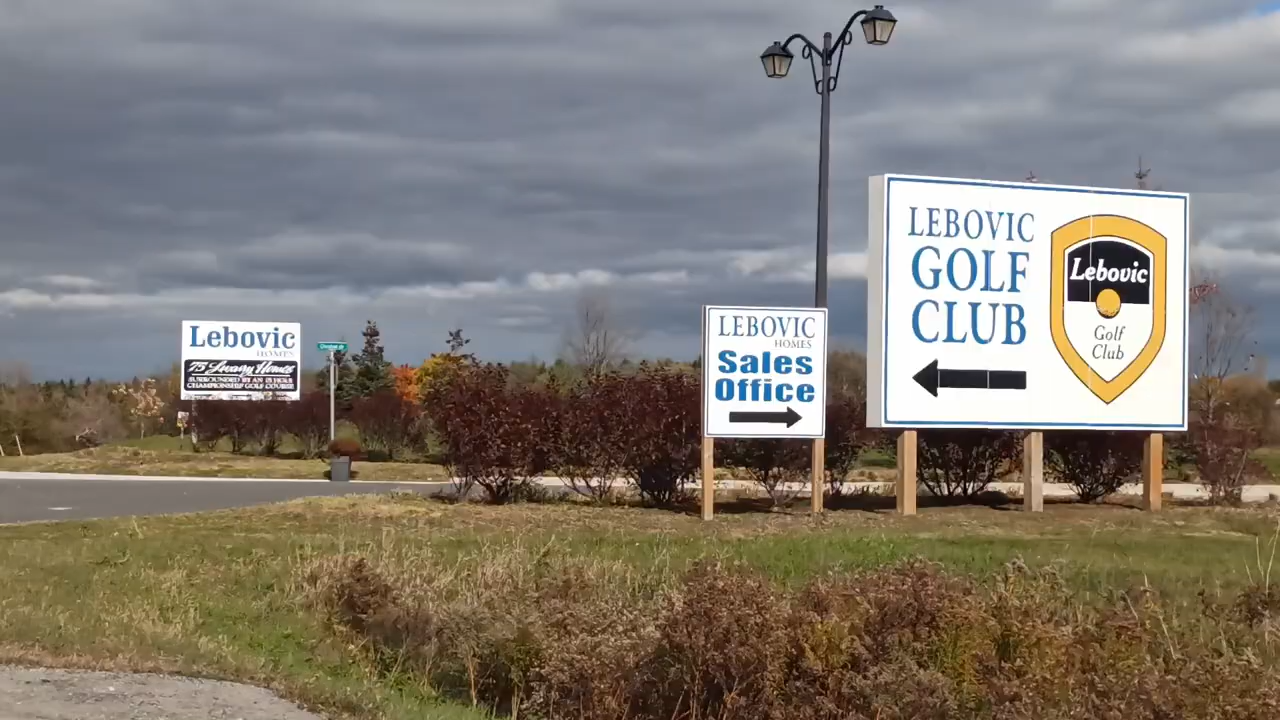 Lebovic
HOMES
75 Luxury Homes
SURROUNDED BY AN 18 HOLE
CHAMPIONSHIP GOLF COURSE
LEBOVIC
HOMES
Sales
Office
LEBOVIC
GOLF
CLUB
Lebovic
Golf
Club